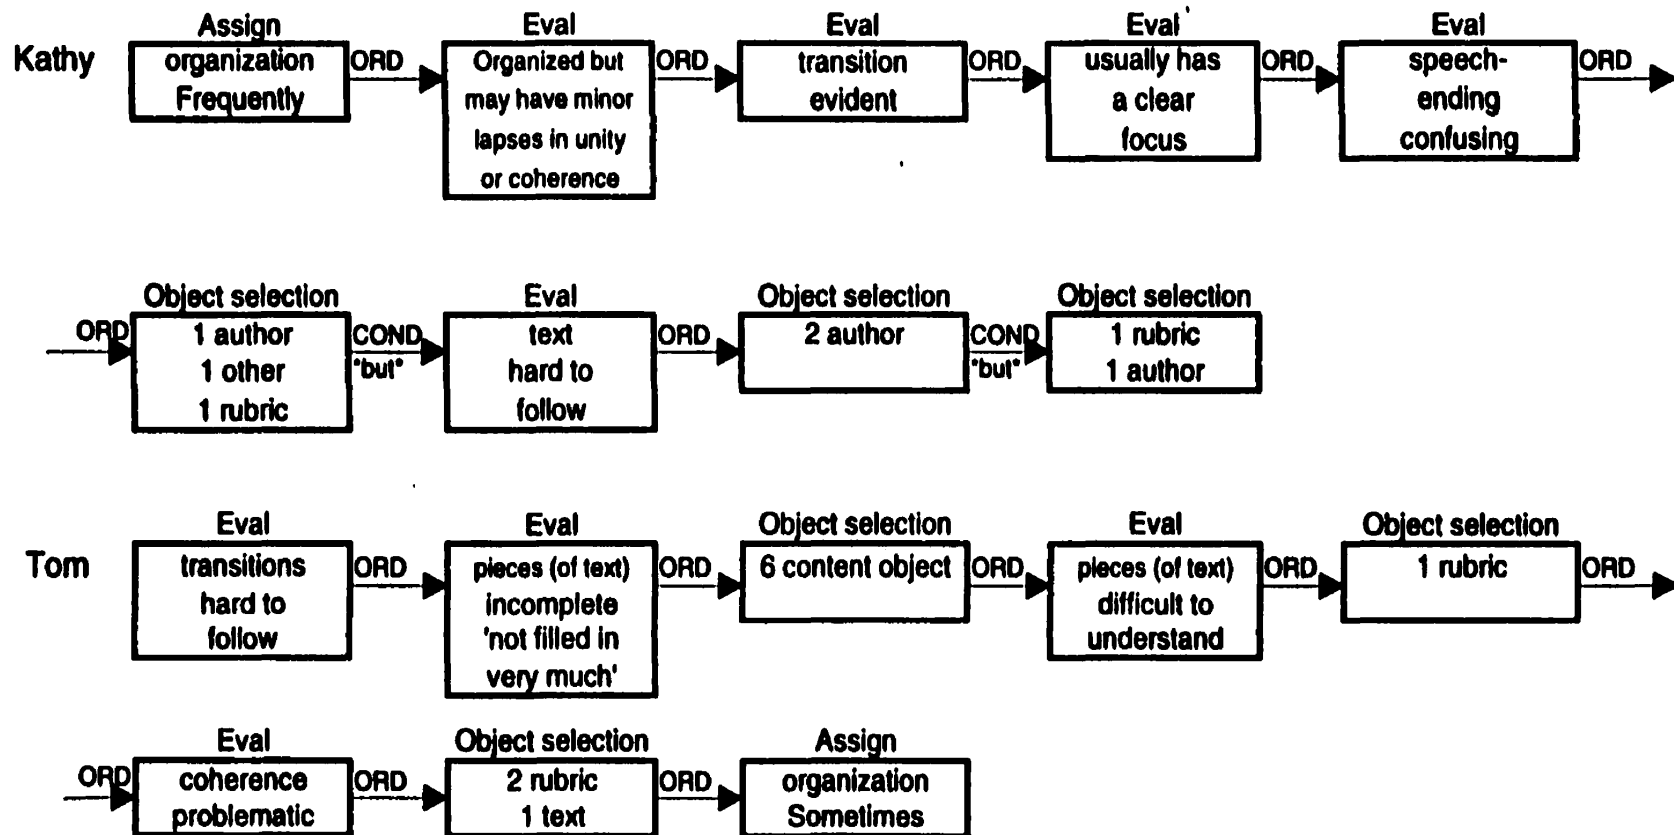 Kathy
Assign
organization
Frequently
ORD
Eval
Organized but
may have minor
lapses in unity
or coherence
ORD
Eval
transition
evident
ORD
Eval
usually has
a clear
focus
ORD
Eval
speech-
ending
confusing
ORD
ORD
Object selection
1 author
1 other
1 rubric
COND
"but"
Eval
text
hard to
follow
ORD
Object selection
2 author
COND
"but"
Object selection
1 rubric
1 author
Tom
Eval
transitions
hard to
follow
ORD
Eval
pieces (of text)
incomplete
'not filled in
very much'
ORD
Object selection
6 content object
ORD
Eval
pieces (of text)
difficult to
understand
ORD
Object selection
1 rubric
ORD
ORD
Eval
coherence
problematic
ORD
Object selection
2 rubric
1 text
ORD
Assign
organization
Sometimes